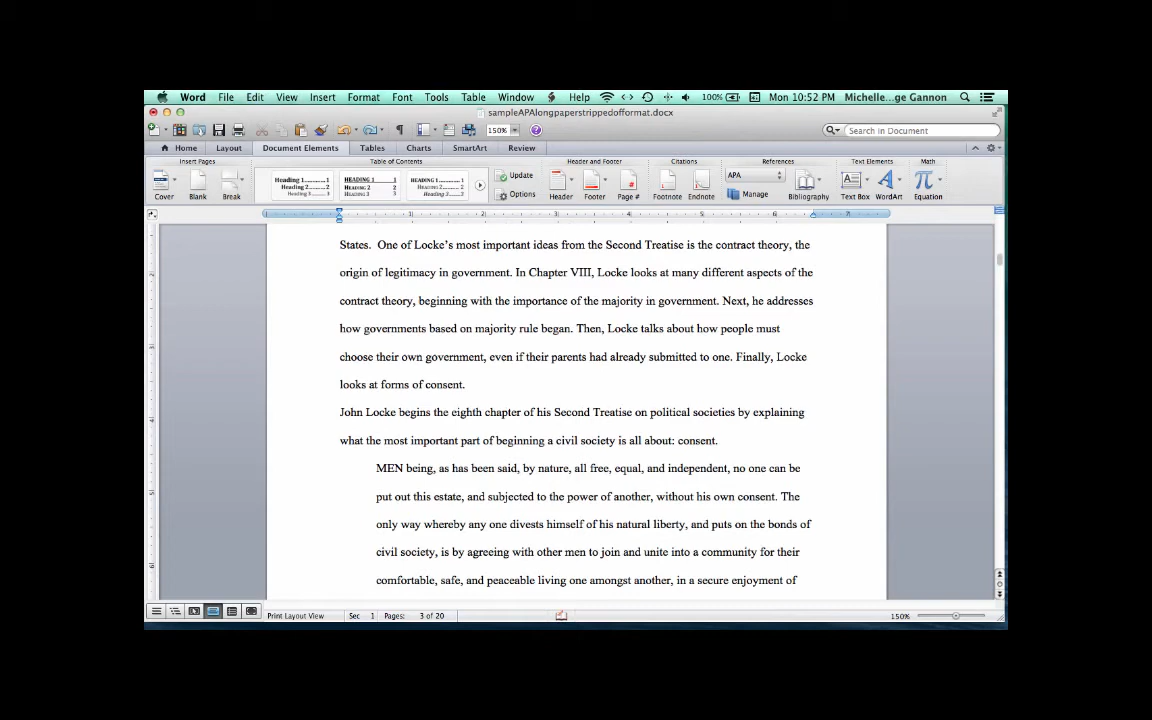 Word File Edit View Insert Format Font Tools Table Window Help 100% Mon 10:52 PM Michelle...ge Gannon
sampleAPAlongpaperstrippedofformat.docx
150% Search in Document
Home Layout Document Elements Tables Charts SmartArt Review
Insert Pages Table of Contents Header and Footer Citations References Text Elements Math
Cover Blank Break Update Options Header Footer Page # Footnote Endnote APA Manage Bibliography Text Box WordArt Equation
States.  One of Locke's most important ideas from the Second Treatise is the contract theory, the
origin of legitimacy in government. In Chapter VIII, Locke looks at many different aspects of the
contract theory, beginning with the importance of the majority in government. Next, he addresses
how governments based on majority rule began. Then, Locke talks about how people must
choose their own government, even if their parents had already submitted to one. Finally, Locke
looks at forms of consent.
John Locke begins the eighth chapter of his Second Treatise on political societies by explaining
what the most important part of beginning a civil society is all about: consent.
MEN being, as has been said, by nature, all free, equal, and independent, no one can be
put out this estate, and subjected to the power of another, without his own consent. The
only way whereby any one divests himself of his natural liberty, and puts on the bonds of
civil society, is by agreeing with other men to join and unite into a community for their
comfortable, safe, and peaceable living one amongst another, in a secure enjoyment of
Print Layout View Sec 1 Pages: 3 of 20 150%